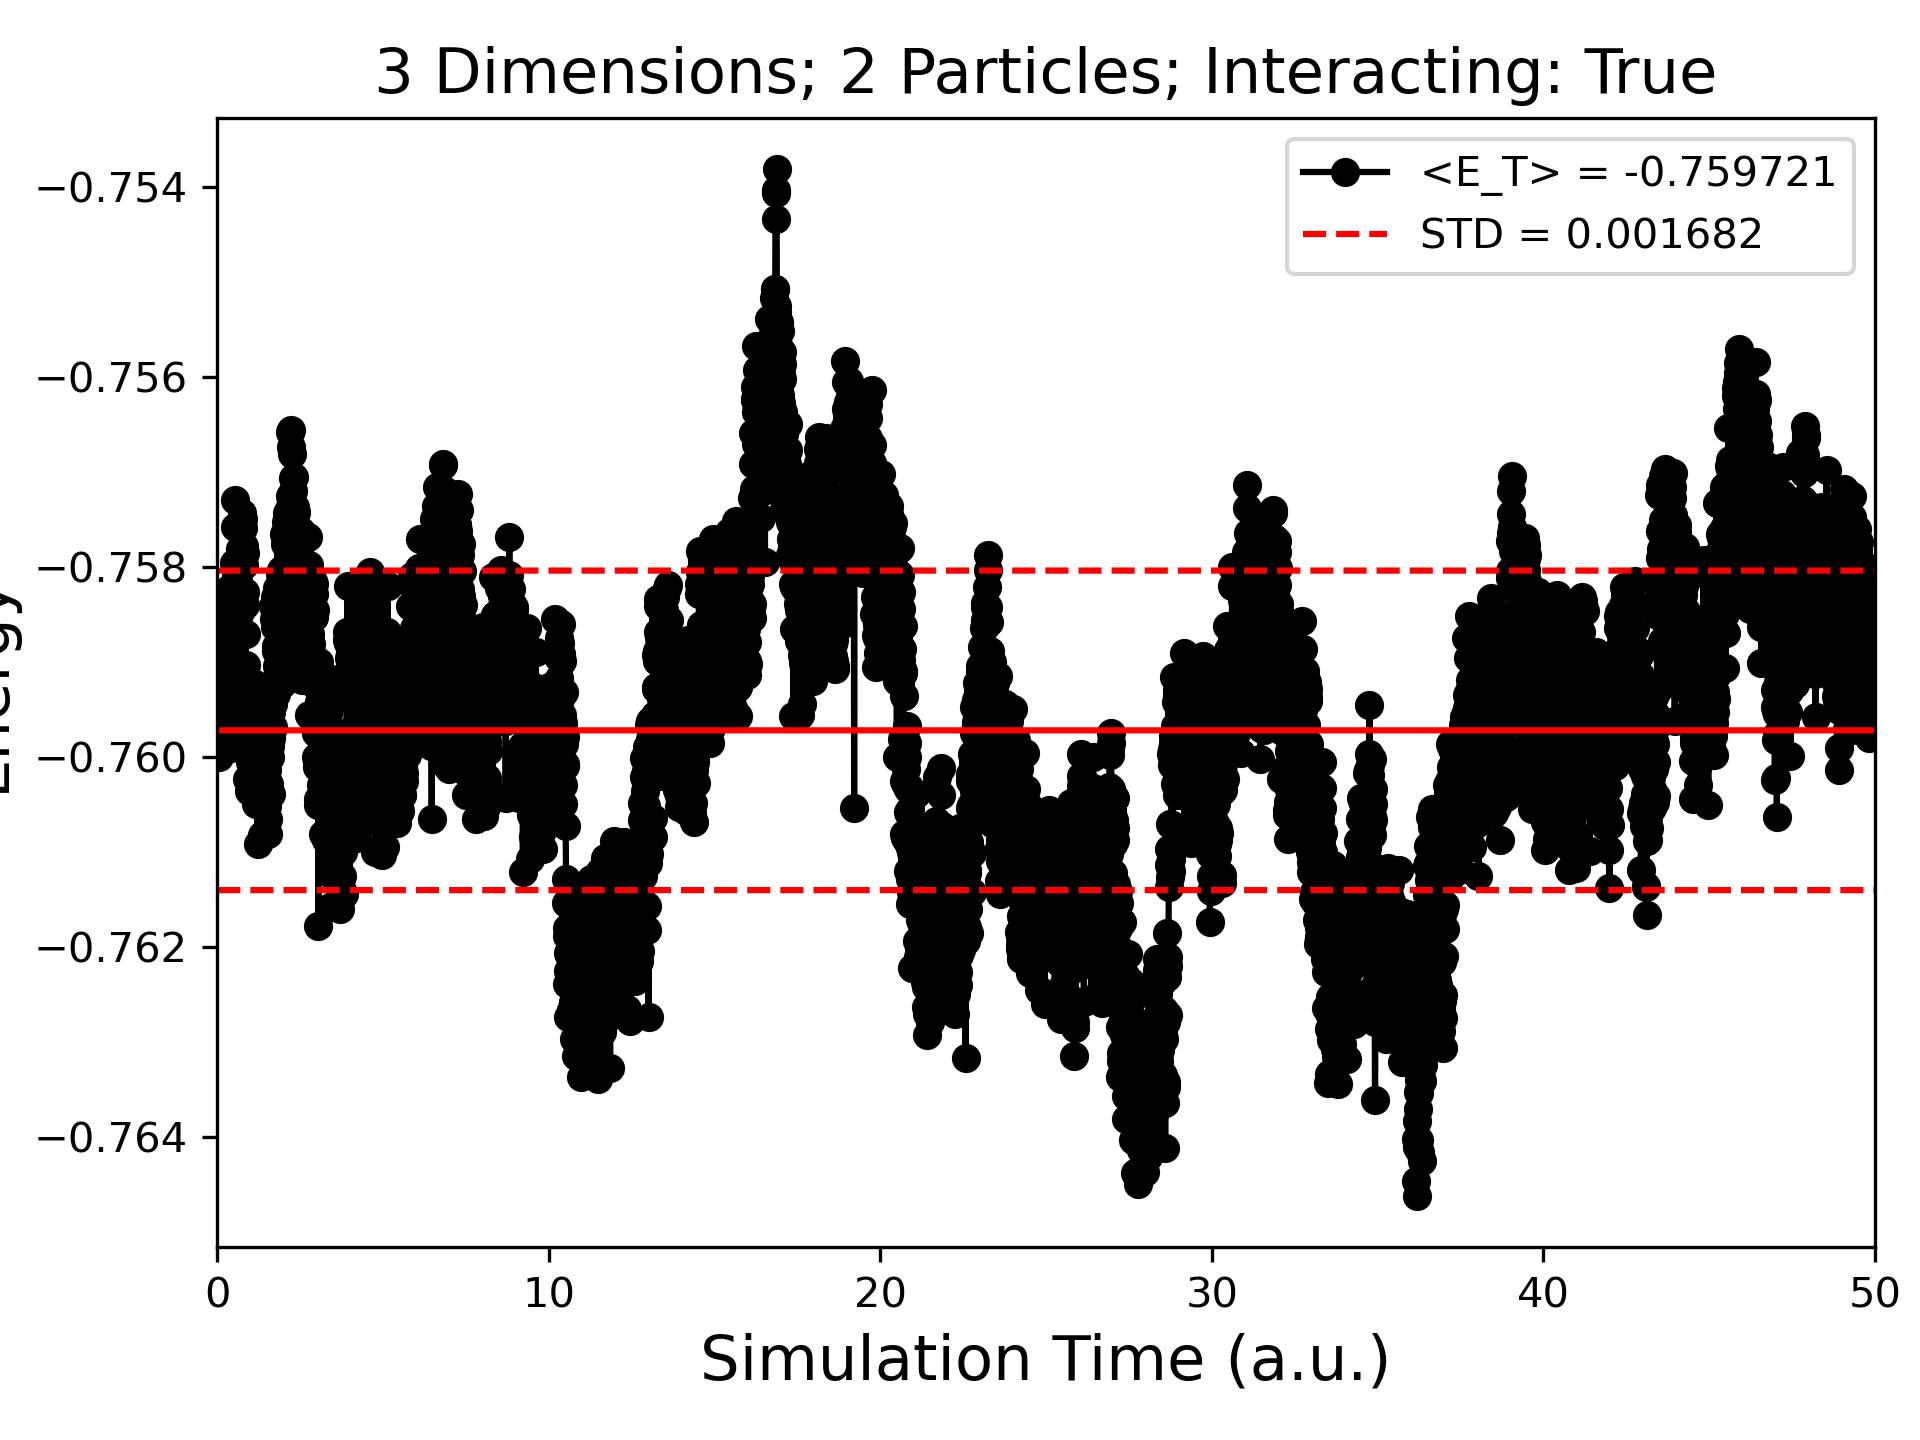 3 Dimensions; 2 Particles; Interacting: True
<E_T> = -0.759721
STD = 0.001682
−0.754
−0.756
−0.758
−0.760
−0.762
−0.764
Energy
0 10 20 30 40 50
Simulation Time (a.u.)